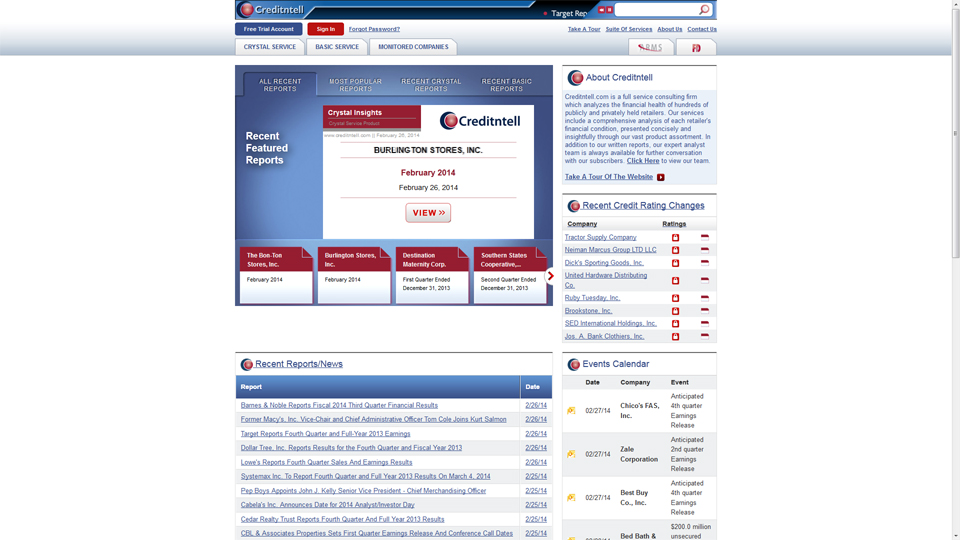 Creditntell
Target Rep
Free Trial Account
Sign In
Forgot Password?
Take A Tour
Suite Of Services
About Us
Contact Us
CRYSTAL SERVICE
BASIC SERVICE
MONITORED COMPANIES
ARMS
ALL RECENT
REPORTS
MOST POPULAR
REPORTS
RECENT CRYSTAL
REPORTS
RECENT BASIC
REPORTS
Recent
Featured
Reports
Crystal Insights
Crystal Service Product
Creditntell
www.creditntell.com || February 26, 2014
BURLINGTON STORES, INC.
February 2014
February 26, 2014
VIEW >>
The Bon-Ton
Stores, Inc.
February 2014
Burlington Stores,
Inc.
February 2014
Destination
Maternity Corp.
First Quarter Ended
December 31, 2013
Southern States
Cooperative,...
Second Quarter Ended
December 31, 2013
About Creditntell
Creditntell.com is a full service consulting firm
which analyzes the financial health of hundreds of
publicly and privately held retailers. Our services
include a comprehensive analysis of each retailer's
financial condition, presented concisely and
insightfully through our vast product assortment. In
addition to our written reports, our expert analyst
team is always available for further conversation
with our subscribers. Click Here to view our team.
Take A Tour Of The Website
Recent Credit Rating Changes
Company Ratings
Tractor Supply Company
Neiman Marcus Group LTD LLC
Dick's Sporting Goods, Inc.
United Hardware Distributing
Co.
Ruby Tuesday, Inc.
Brookstone, Inc.
SED International Holdings, Inc.
Jos. A. Bank Clothiers, Inc.
Recent Reports/News
Report Date
Barnes & Noble Reports Fiscal 2014 Third Quarter Financial Results 2/26/14
Former Macy's, Inc. Vice-Chair and Chief Administrative Officer Tom Cole Joins Kurt Salmon 2/26/14
Target Reports Fourth Quarter and Full-Year 2013 Earnings 2/26/14
Dollar Tree, Inc. Reports Results for the Fourth Quarter and Fiscal Year 2013 2/26/14
Lowe's Reports Fourth Quarter Sales And Earnings Results 2/26/14
Systemax Inc. To Report Fourth Quarter and Full Year 2013 Results On March 4, 2014 2/25/14
Pep Boys Appoints John J. Kelly Senior Vice President - Chief Merchandising Officer 2/25/14
Cabela's Inc. Announces Date for 2014 Analyst/Investor Day 2/25/14
Cedar Realty Trust Reports Fourth Quarter And Full Year 2013 Results 2/25/14
CBL & Associates Properties Sets First Quarter Earnings Release And Conference Call Dates 2/25/14
Events Calendar
Date Company Event
02/27/14
Chico's FAS,
Inc.
Anticipated
4th quarter
Earnings
Release
02/27/14
Zale
Corporation
Anticipated
2nd quarter
Earnings
Release
02/27/14
Best Buy
Co., Inc.
Anticipated
4th quarter
Earnings
Release
Bed Bath &
$200.0 million
unsecured